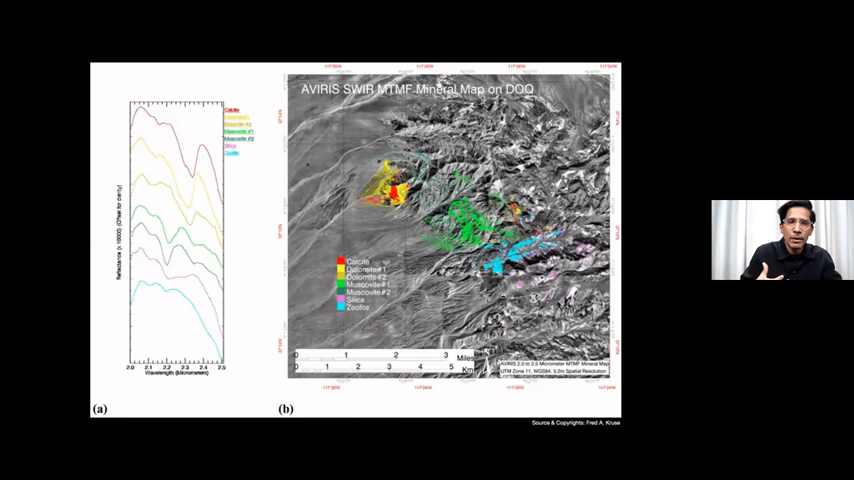 Calcite
Dolomite #2
Muscovite #1
Muscovite #2
Silica
Zeolite
Reflectance (x 10000) (Offset for clarity)
2.0 2.1 2.2 2.3 2.4 2.5
Wavelength (Micrometers)
(a)
AVIRIS SWIR MTMF Mineral Map on DOQ
Calcite
Dolomite#1
Dolomite#2
Muscovite#1
Muscovite#2
Silica
Zeolite
0 1 2 3 Miles
0 1 2 3 4 5 Km
AVIRIS 2.0 to 2.5 Micrometer MTMF Mineral Map
UTM Zone 11, WGS84, 3.2m Spatial Resolution
(b)
Source & Copyrights: Fred A. Kruse